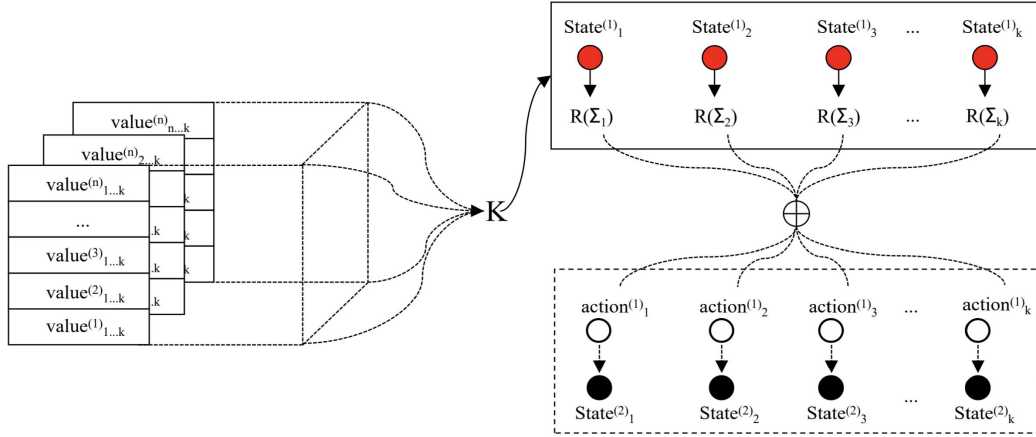 State⁽¹⁾₁ State⁽¹⁾₂ State⁽¹⁾₃ ... State⁽¹⁾ₖ
R(Σ₁) R(Σ₂) R(Σ₃) ... R(Σₖ)
value⁽ⁿ⁾ₙ...ₖ
value⁽ⁿ⁾₂...ₖ
value⁽ⁿ⁾₁...ₖ
...
..k
k
value⁽³⁾₁...ₖ
..k
k
value⁽²⁾₁...ₖ
..k
k
value⁽¹⁾₁...ₖ
K
action⁽¹⁾₁ action⁽¹⁾₂ action⁽¹⁾₃ ... action⁽¹⁾ₖ
State⁽²⁾₁ State⁽²⁾₂ State⁽²⁾₃ ... State⁽²⁾ₖ